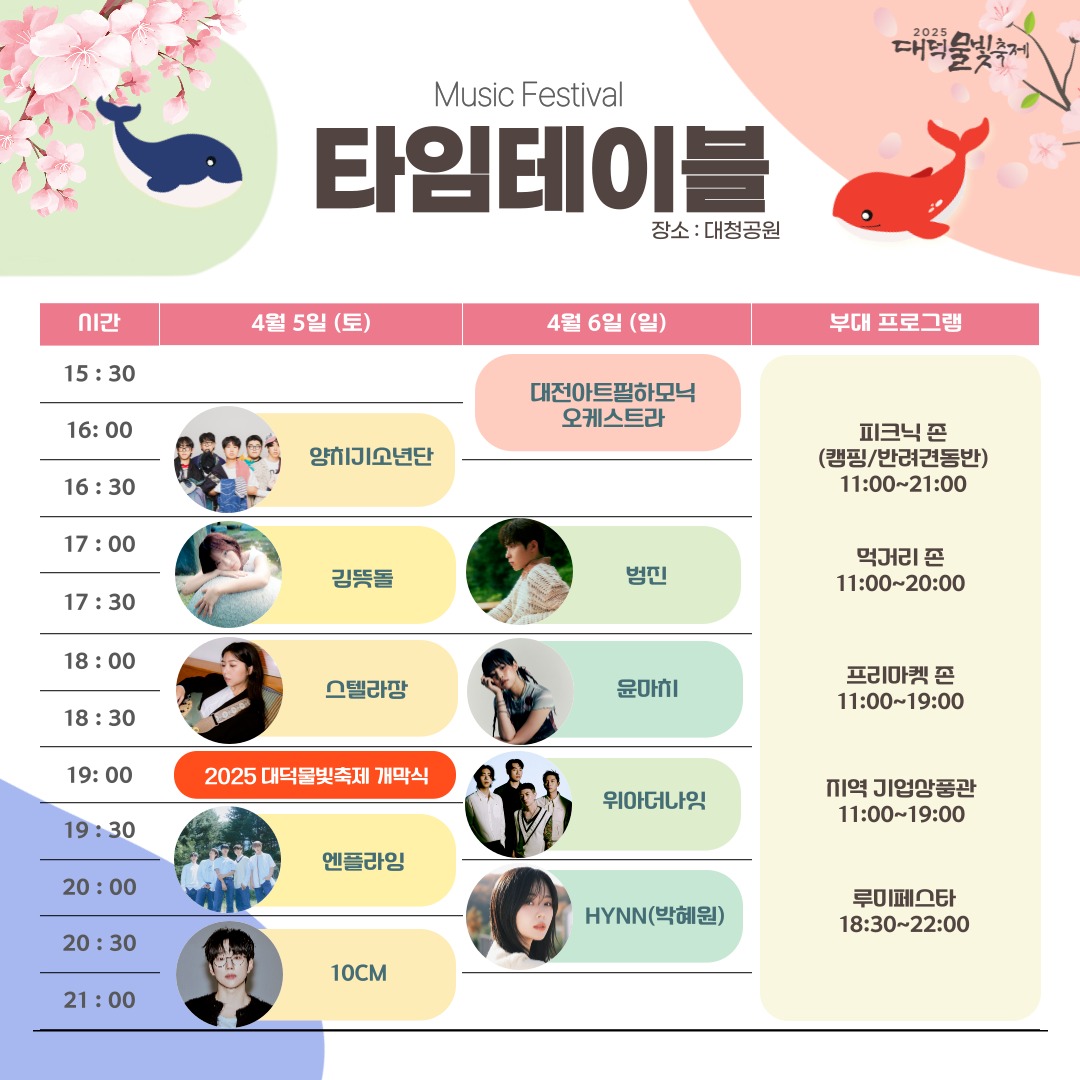 2025
대덕물빛축제
Music Festival
타임테이블
장소 : 대청공원
시간
4월 5일 (토)
4월 6일 (일)
부대 프로그램
15 : 30
대전아트필하모닉
오케스트라
16: 00
양치기소년단
16 : 30
17 : 00
김뜻돌
범진
17 : 30
18 : 00
스텔라장
윤마치
18 : 30
19: 00
2025 대덕물빛축제 개막식
위아더나잇
19 : 30
엔플라잉
20 : 00
HYNN(박혜원)
20 : 30
10CM
21 : 00
피크닉 존
(캠핑/반려견동반)
11:00~21:00
먹거리 존
11:00~20:00
프리마켓 존
11:00~19:00
지역 기업상품관
11:00~19:00
루미페스타
18:30~22:00